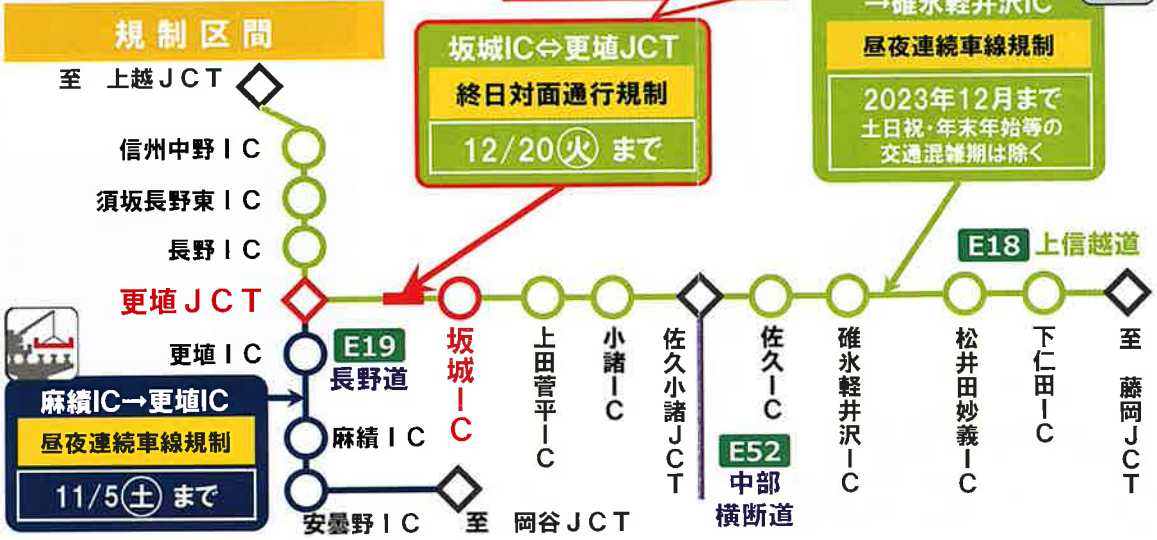 規制区間
至 上越JCT
信州中野IC
須坂長野東IC
長野IC
更埴JCT
更埴IC
E19
長野道
麻績IC→更埴IC
昼夜連続車線規制
11/5(土) まで
麻績IC
安曇野IC
至 岡谷JCT
坂城IC⇔更埴JCT
終日対面通行規制
12/20(火) まで
→碓氷軽井沢IC
昼夜連続車線規制
2023年12月まで
土日祝・年末年始等の
交通混雑期は除く
E18 上信越道
坂城IC
上田菅平IC
小諸IC
佐久小諸JCT
佐久IC
碓氷軽井沢IC
松井田妙義IC
下仁田IC
至 藤岡JCT
E52
中部
横断道